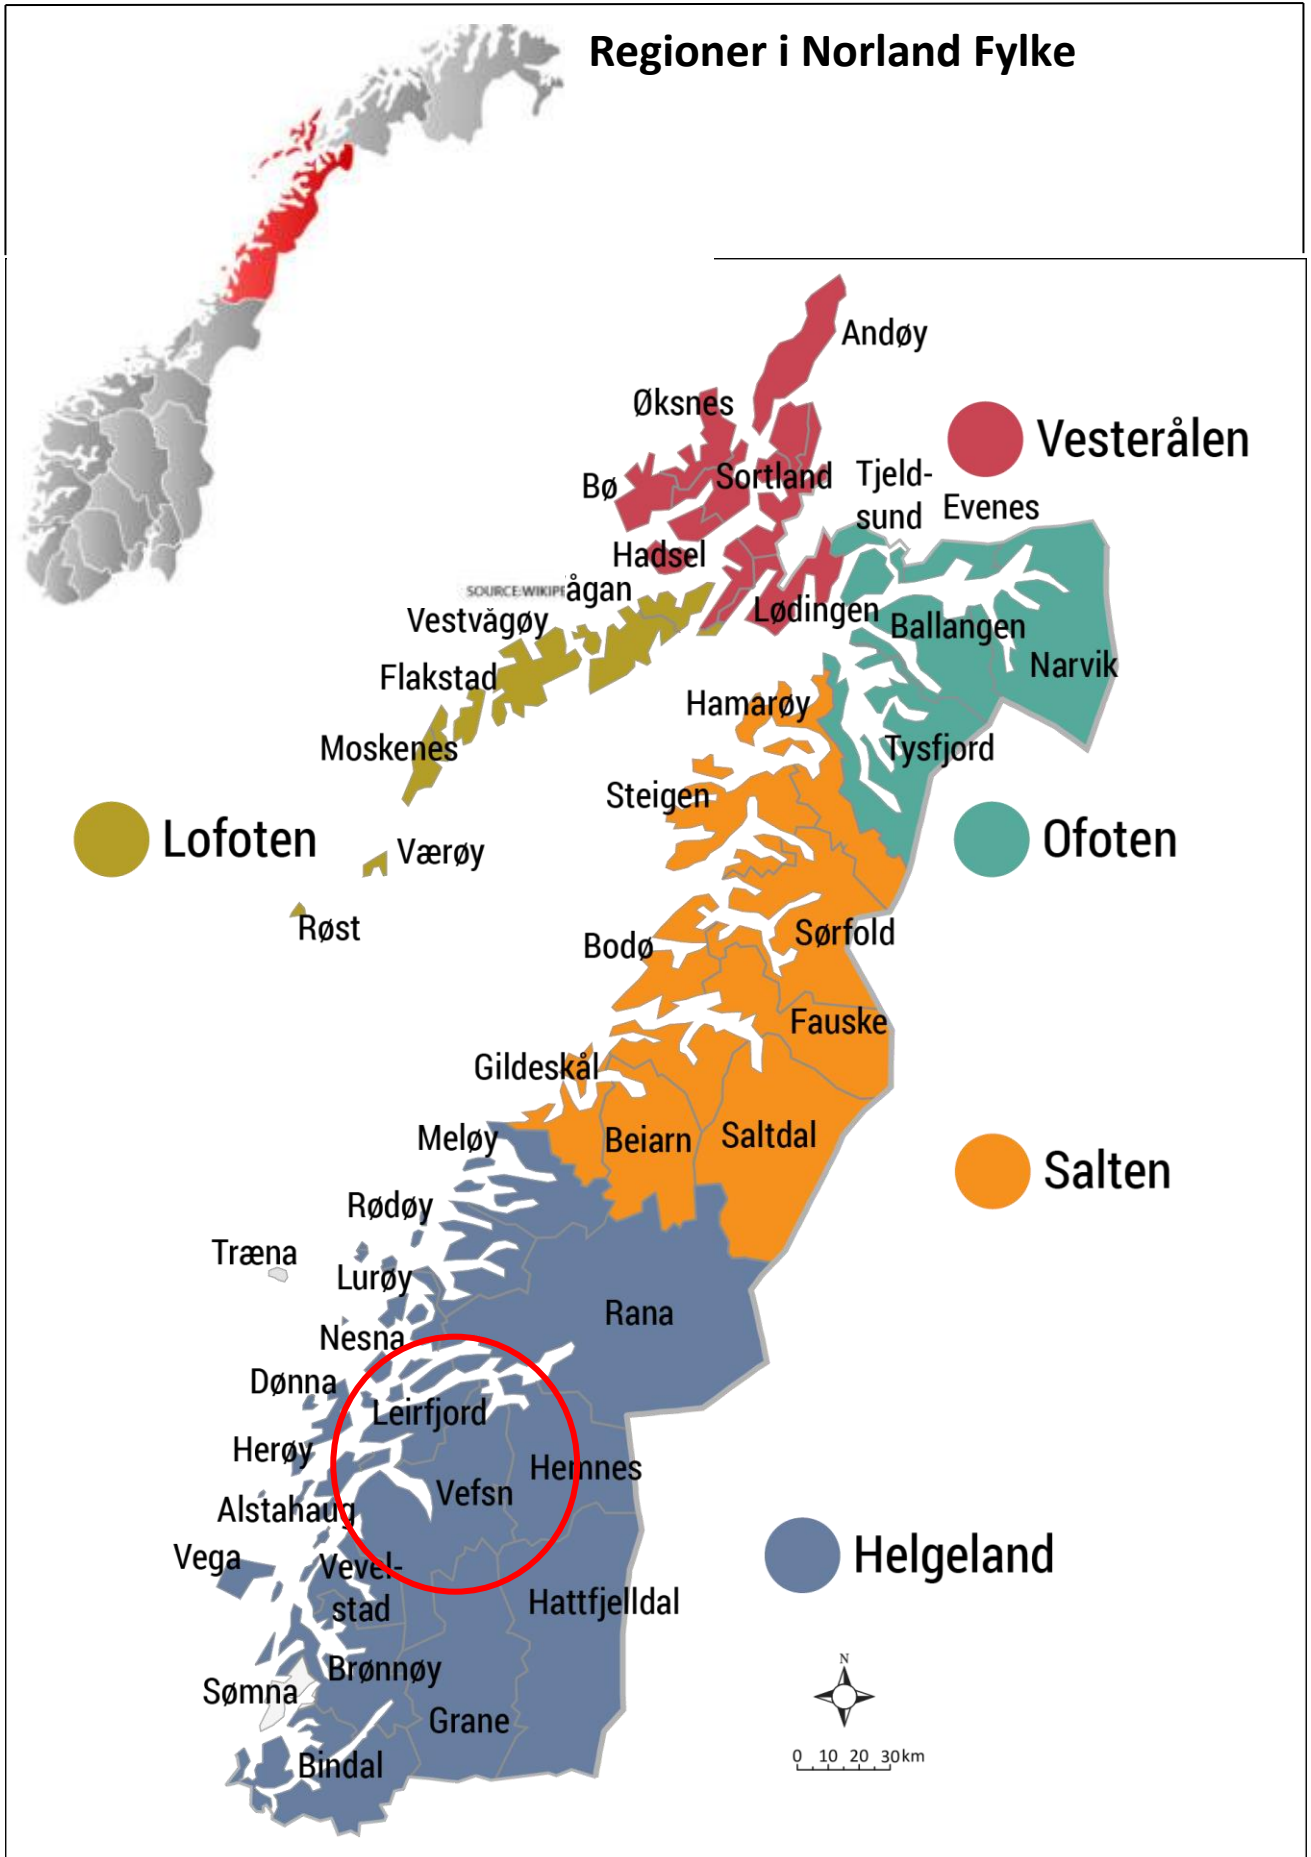 Regioner i Norland Fylke
Andøy
Øksnes
Vesterålen
Bø
Sortland
Tjeld-
sund
Evenes
Hadsel
SOURCE:WIKIPE
ågan
Vestvågøy
Lødingen
Ballangen
Flakstad
Narvik
Hamarøy
Moskenes
Tysfjord
Steigen
Lofoten
Værøy
Ofoten
Røst
Bodø
Sørfold
Fauske
Gildeskål
Meløy
Beiarn
Saltdal
Salten
Rødøy
Træna
Lurøy
Rana
Nesna
Dønna
Leirfjord
Herøy
Hemnes
Vefsn
Alstahaug
Vega
Helgeland
Vevel-
stad
Hattfjelldal
Brønnøy
Sømna
Grane
Bindal
N
0 10 20 30km